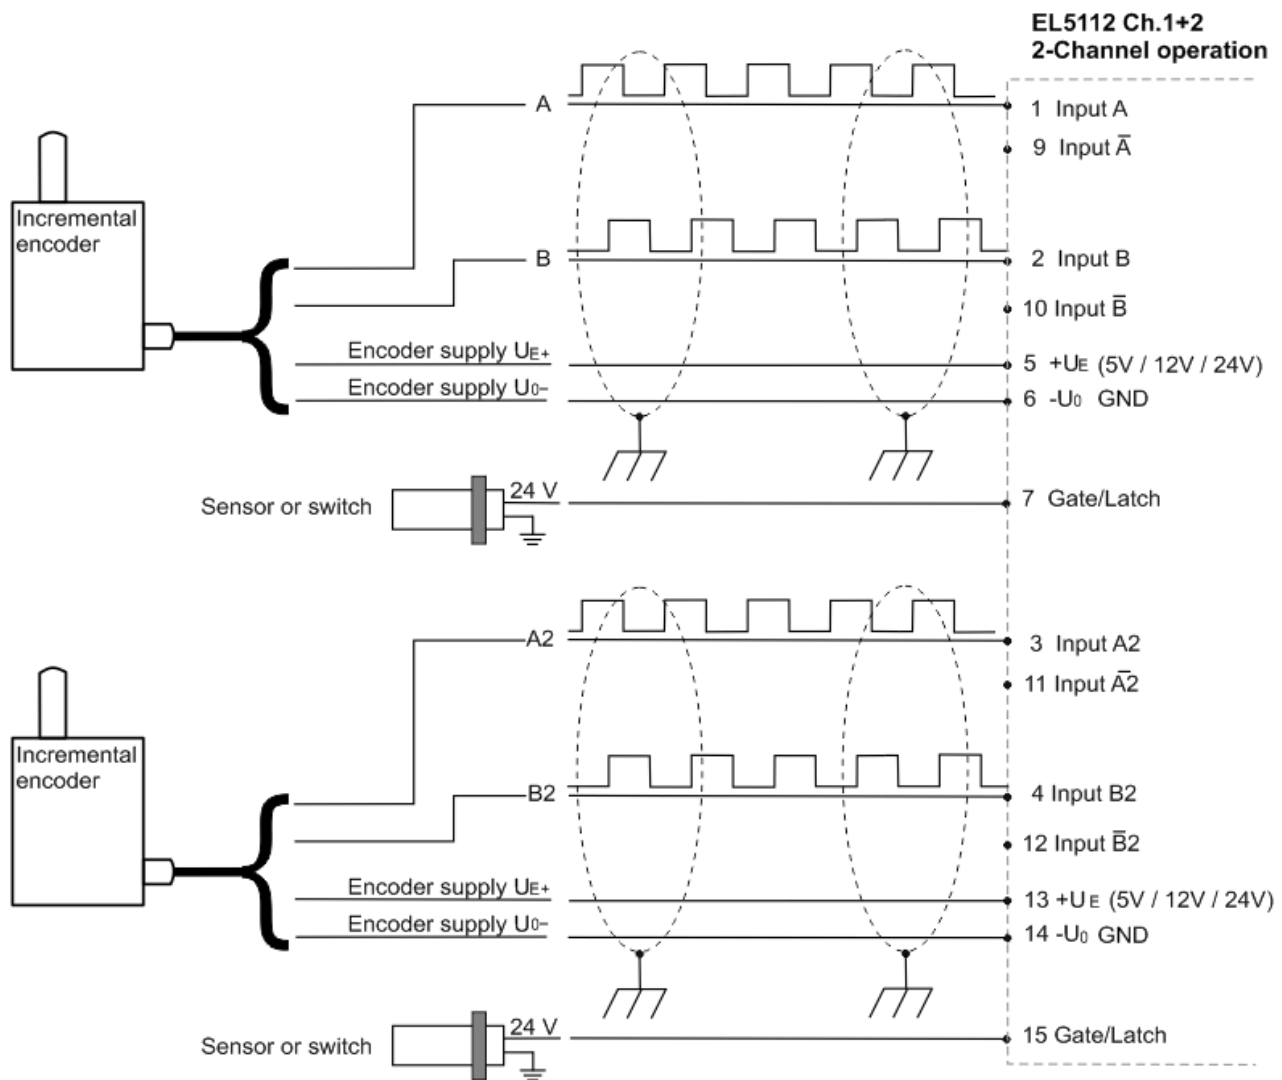 EL5112 Ch.1+2
2-Channel operation
A
1 Input A
9 Input A̅
Incremental
encoder
B
2 Input B
10 Input B̅
Encoder supply UE+
5 +UE (5V / 12V / 24V)
Encoder supply U0–
6 -U0 GND
Sensor or switch
24 V
7 Gate/Latch
A2
3 Input A2
11 Input A̅2
Incremental
encoder
B2
4 Input B2
12 Input B̅2
Encoder supply UE+
13 +UE (5V / 12V / 24V)
Encoder supply U0–
14 -U0 GND
Sensor or switch
24 V
15 Gate/Latch